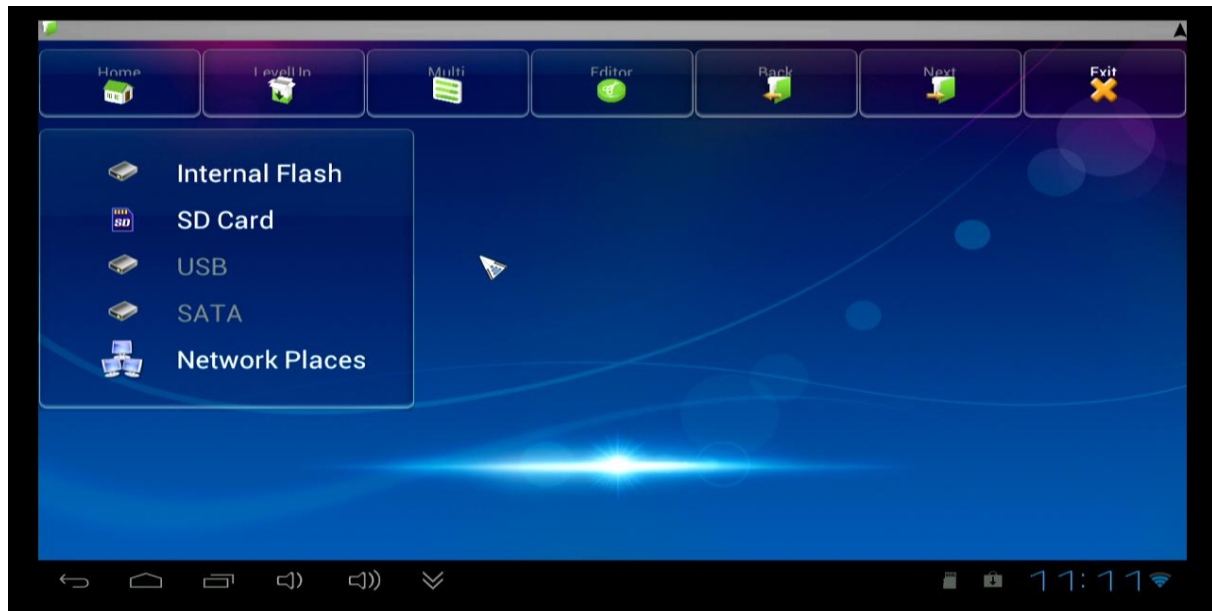 Home LevelUp Multi Editor Back Next Exit
Internal Flash
SD Card
USB
SATA
Network Places
11:11